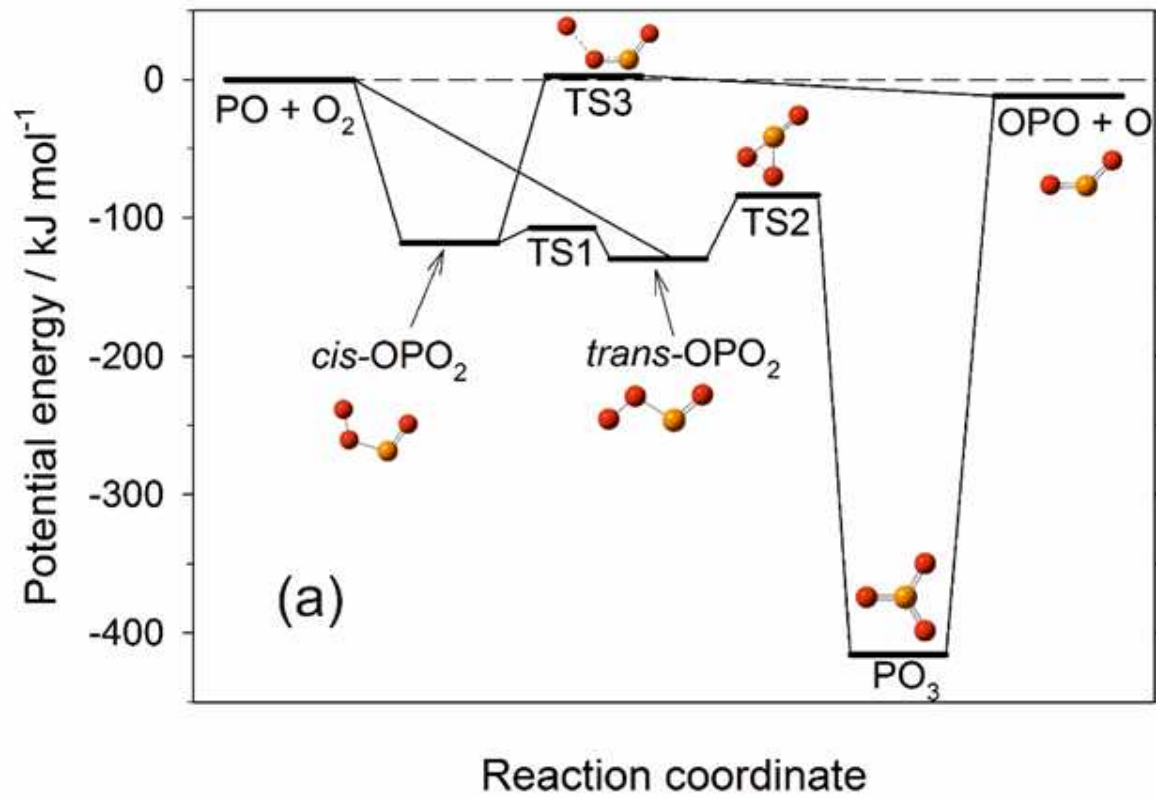 Potential energy / kJ mol⁻¹
0
-100
-200
-300
-400
PO + O₂
TS3
OPO + O
TS1
TS2
cis-OPO₂
trans-OPO₂
(a)
PO₃
Reaction coordinate